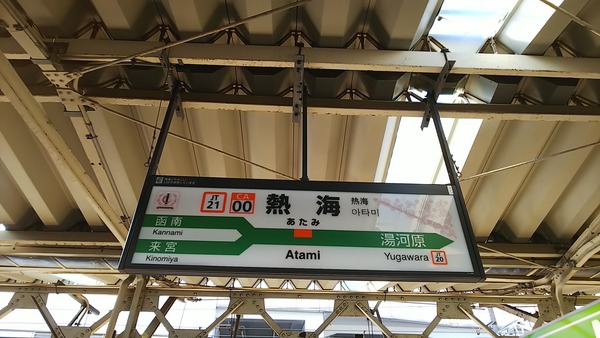 JT
21
CA
00
熱海
あたみ
熱海
아타미
函南
Kannami
来宮
Kinomiya
Atami
湯河原
Yugawara
JT
20